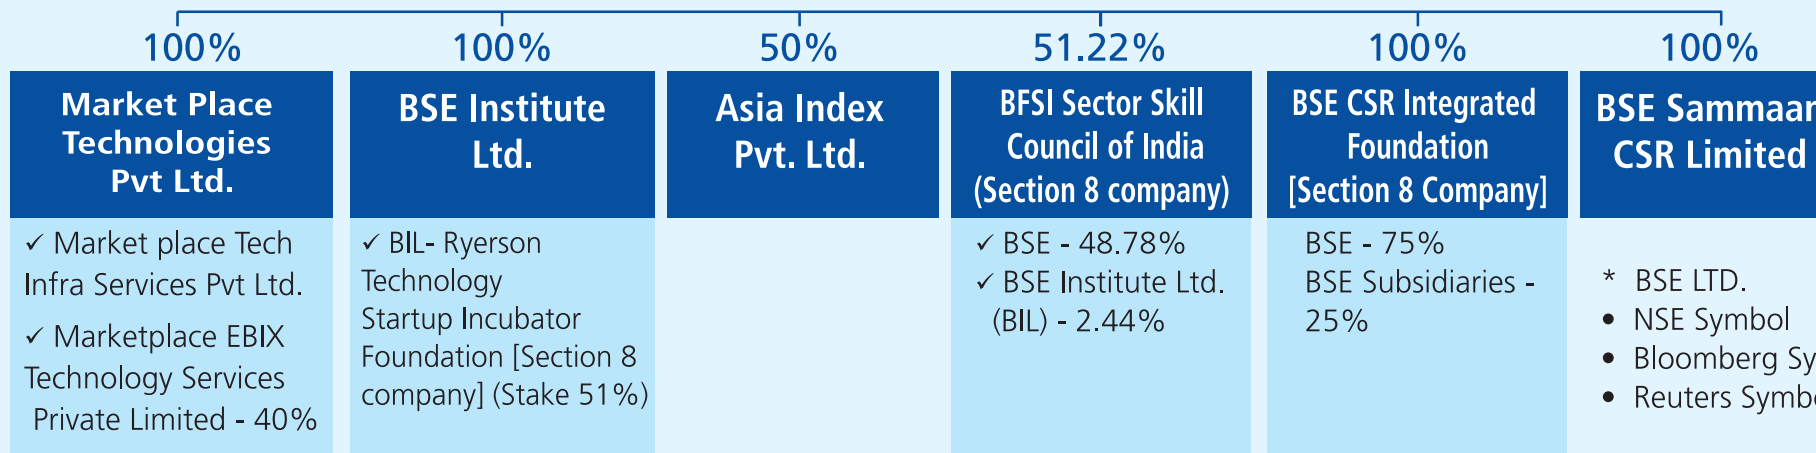 100%
Market Place
Technologies
Pvt Ltd.
✓ Market place Tech
Infra Services Pvt Ltd.
✓ Marketplace EBIX
Technology Services
Private Limited - 40%
100%
BSE Institute
Ltd.
✓ BIL- Ryerson
Technology
Startup Incubator
Foundation [Section 8
company] (Stake 51%)
50%
Asia Index
Pvt. Ltd.
51.22%
BFSI Sector Skill
Council of India
(Section 8 company)
✓ BSE - 48.78%
✓ BSE Institute Ltd.
(BIL) - 2.44%
100%
BSE CSR Integrated
Foundation
[Section 8 Company]
BSE - 75%
BSE Subsidiaries -
25%
100%
BSE Sammaan
CSR Limited
* BSE LTD.
• NSE Symbol
• Bloomberg
• Reuters